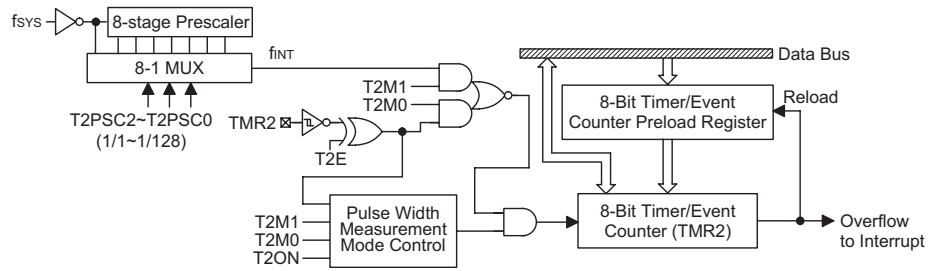 fSYS
8-stage Prescaler
8-1 MUX
fINT
T2PSC2~T2PSC0
(1/1~1/128)
TMR2
T2E
T2M1
T2M0
T2M1
T2M0
T2ON
Pulse Width
Measurement
Mode Control
Data Bus
8-Bit Timer/Event
Counter Preload Register
Reload
8-Bit Timer/Event
Counter (TMR2)
Overflow
to Interrupt